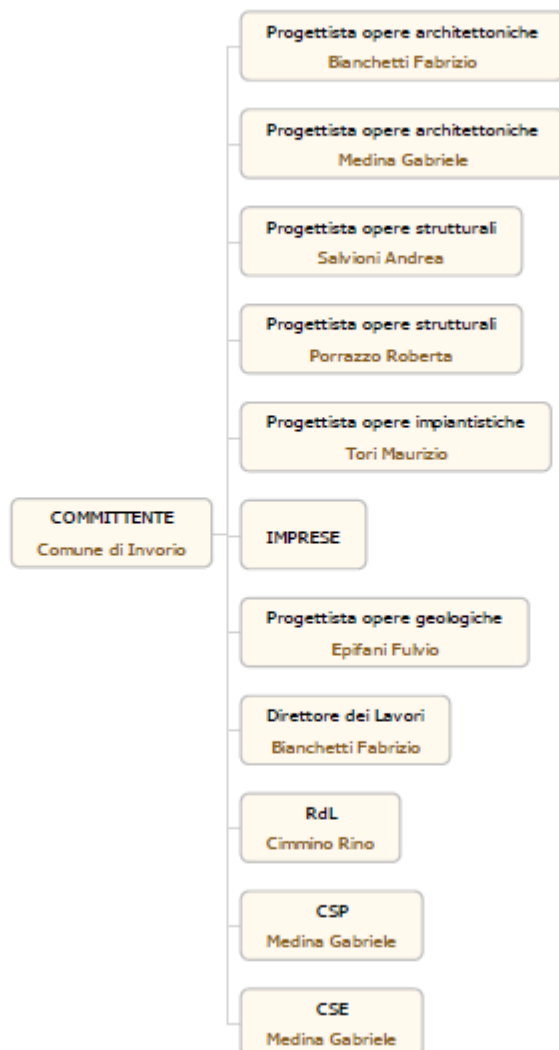 Progettista opere architettoniche
Bianchetti Fabrizio
Progettista opere architettoniche
Medina Gabriele
Progettista opere strutturali
Salvioni Andrea
Progettista opere strutturali
Porrazzo Roberta
Progettista opere impiantistiche
Tori Maurizio
COMMITTENTE
Comune di Invorio
IMPRESE
Progettista opere geologiche
Epifani Fulvio
Direttore dei Lavori
Bianchetti Fabrizio
RdL
Cimmino Rino
CSP
Medina Gabriele
CSE
Medina Gabriele